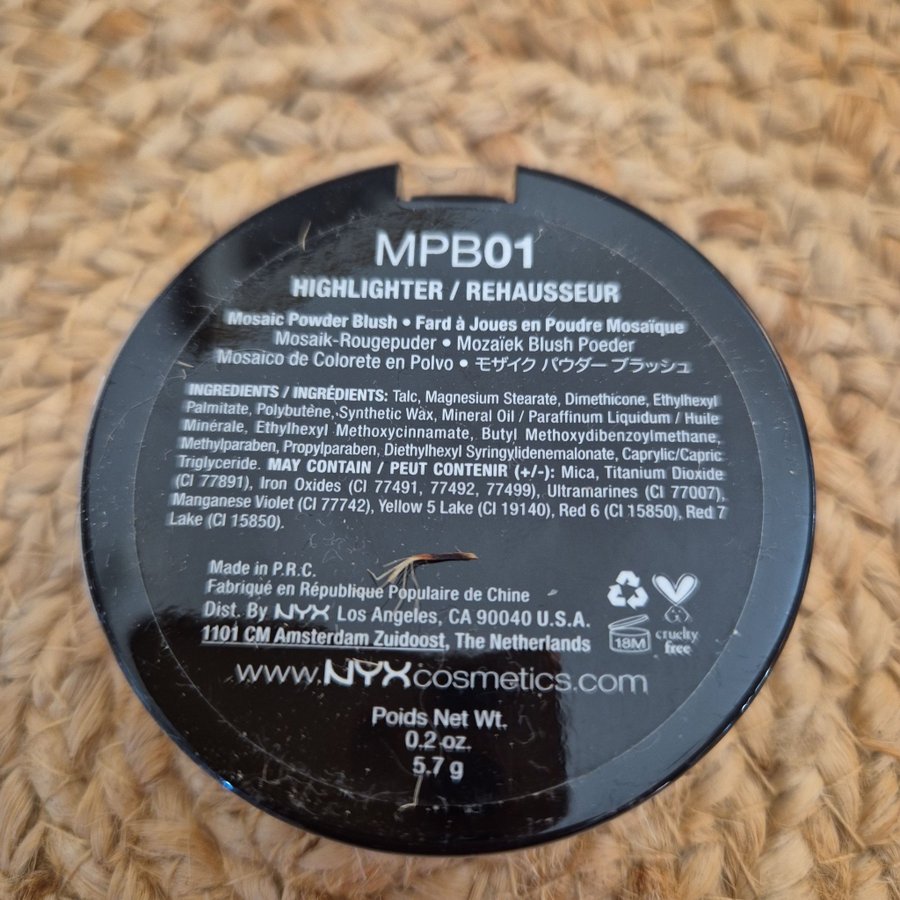 MPB01
HIGHLIGHTER / REHAUSSEUR
Mosaic Powder Blush • Fard à Joues en Poudre Mosaïque
Mosaik-Rougepuder • Mozaïek Blush Poeder
Mosaico de Colorete en Polvo • モザイク パウダー ブラッシュ
INGREDIENTS / INGRÉDIENTS: Talc, Magnesium Stearate, Dimethicone, Ethylhexyl
Palmitate, Polybutène, Synthetic Wax, Mineral Oil / Paraffinum Liquidum / Huile
Minérale, Ethylhexyl Methoxycinnamate, Butyl Methoxydibenzoylmethane,
Methylparaben, Propylparaben, Diethylhexyl Syringylidenemalonate, Caprylic/Capric
Triglyceride. MAY CONTAIN / PEUT CONTENIR (+/-): Mica, Titanium Dioxide
(CI 77891), Iron Oxides (CI 77491, 77492, 77499), Ultramarines (CI 77007),
Manganese Violet (CI 77742), Yellow 5 Lake (CI 19140), Red 6 (CI 15850), Red 7
Lake (CI 15850).
Made in P.R.C.
Fabriqué en République Populaire de Chine
Dist. By NYX Los Angeles, CA 90040 U.S.A.
1101 CM Amsterdam Zuidoost, The Netherlands
18M
cruelty
free
www.NYXcosmetics.com
Poids Net Wt.
0.2 oz.
5.7 g